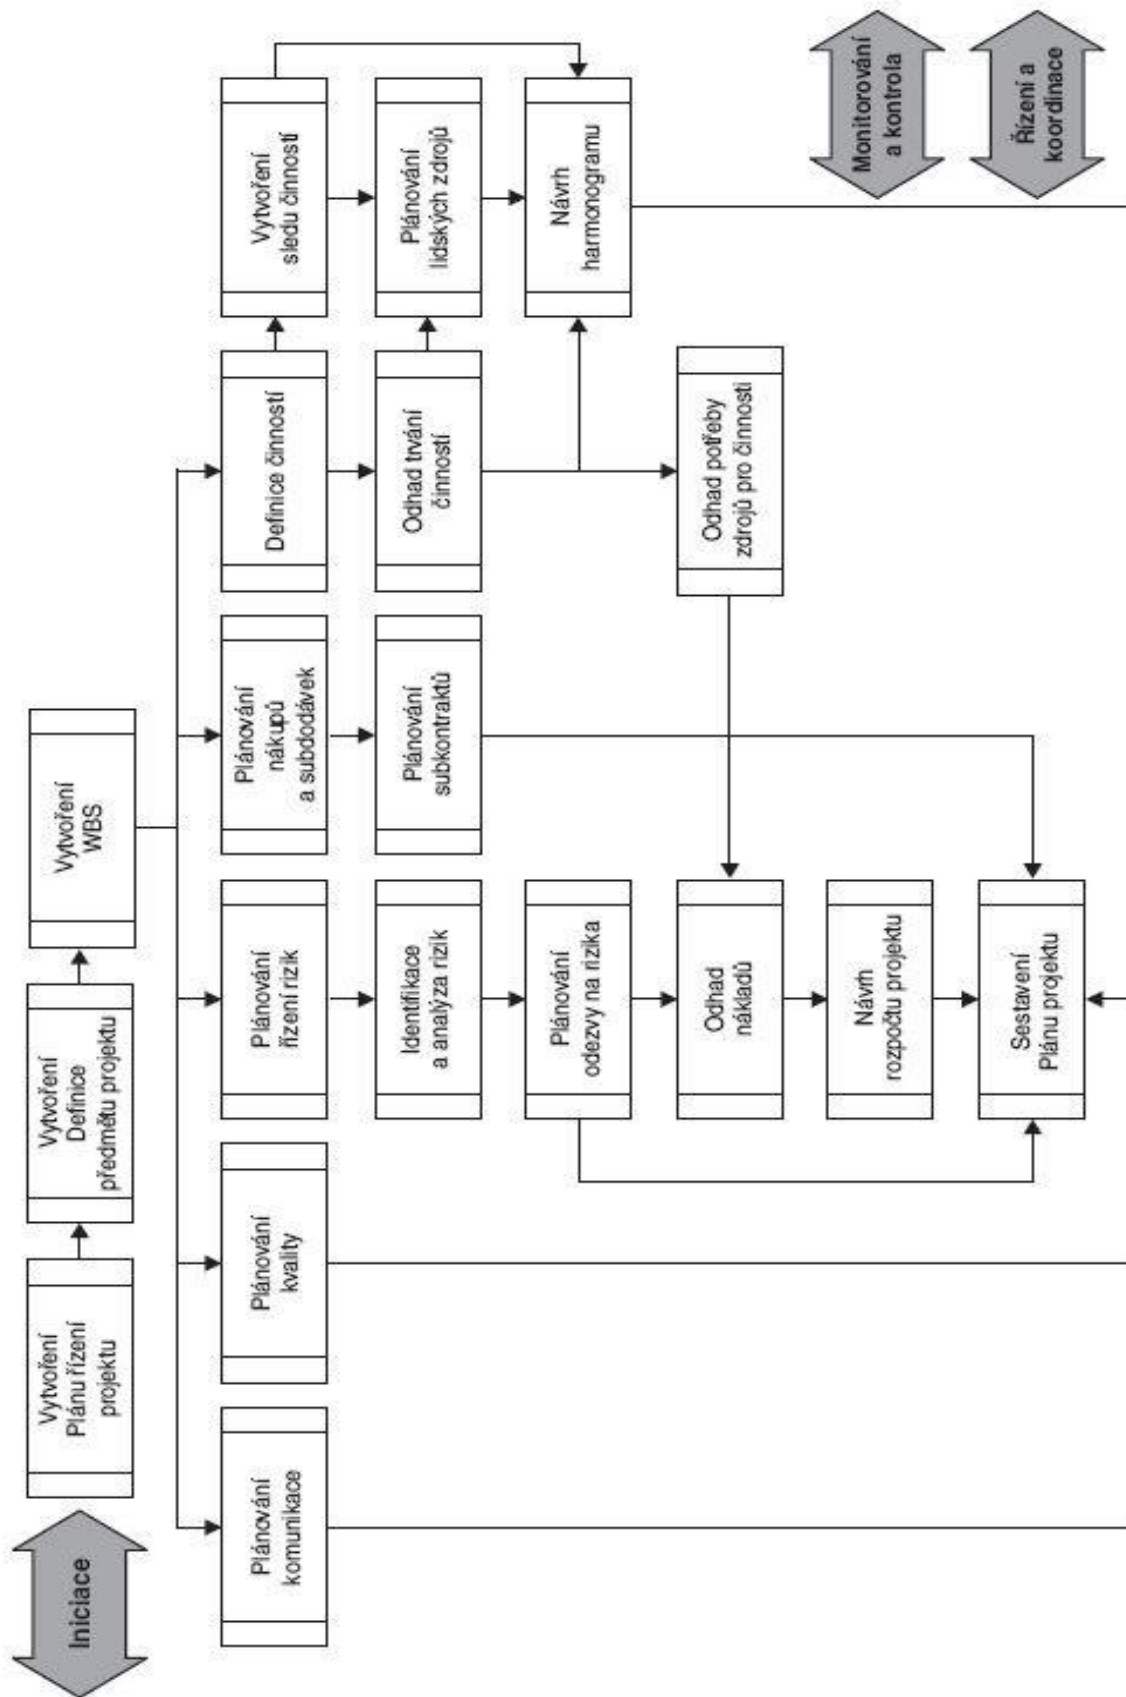 Iniciace
Vytvoření
Plánu řízení
projektu
Vytvoření
Definice
předmětu projektu
Vytvoření
WBS
Plánování
komunikace
Plánování
kvality
Plánování
řízení rizik
Plánování
nákupů
a subdodávek
Definice činností
Vytvoření
sledu činností
Identifikace
a analýza rizik
Plánování
subkontraktů
Odhad trvání
činností
Plánování
lidských zdrojů
Plánování
odezvy na rizika
Návrh
harmonogramu
Odhad
nákladů
Odhad potřeby
zdrojů pro činnosti
Návrh
rozpočtu projektu
Sestavení
Plánu projektu
Monitorování
a kontrola
Řízení a
koordinace